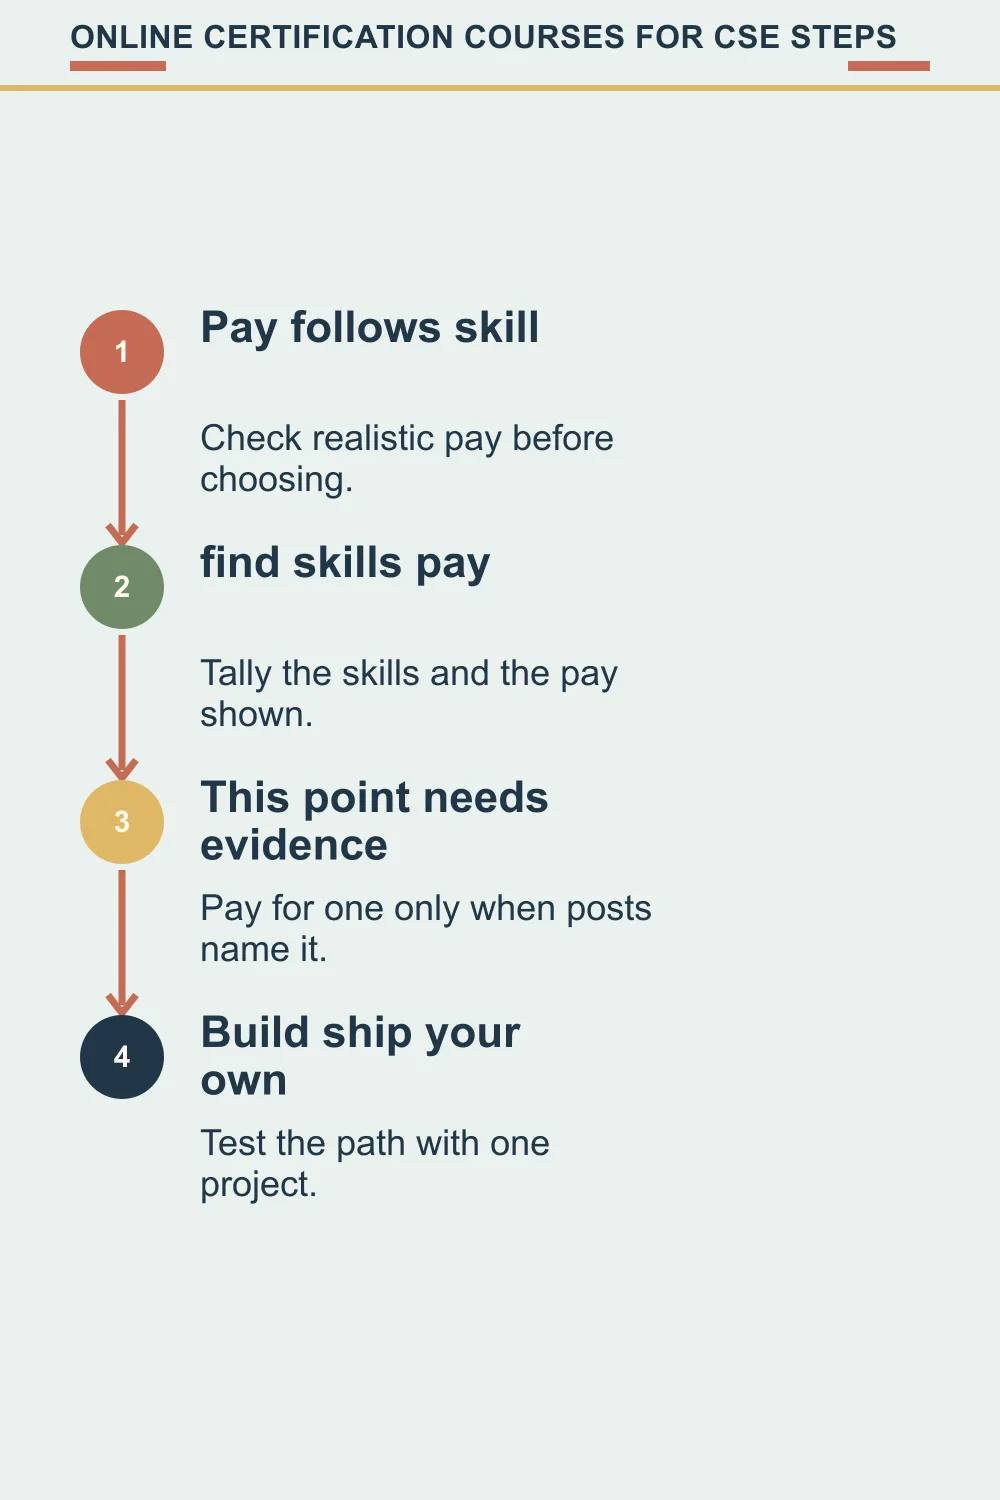 ONLINE CERTIFICATION COURSES FOR CSE STEPS
1
Pay follows skill
Check realistic pay before
choosing.
2
find skills pay
Tally the skills and the pay
shown.
3
This point needs
evidence
Pay for one only when posts
name it.
4
Build ship your
own
Test the path with one
project.